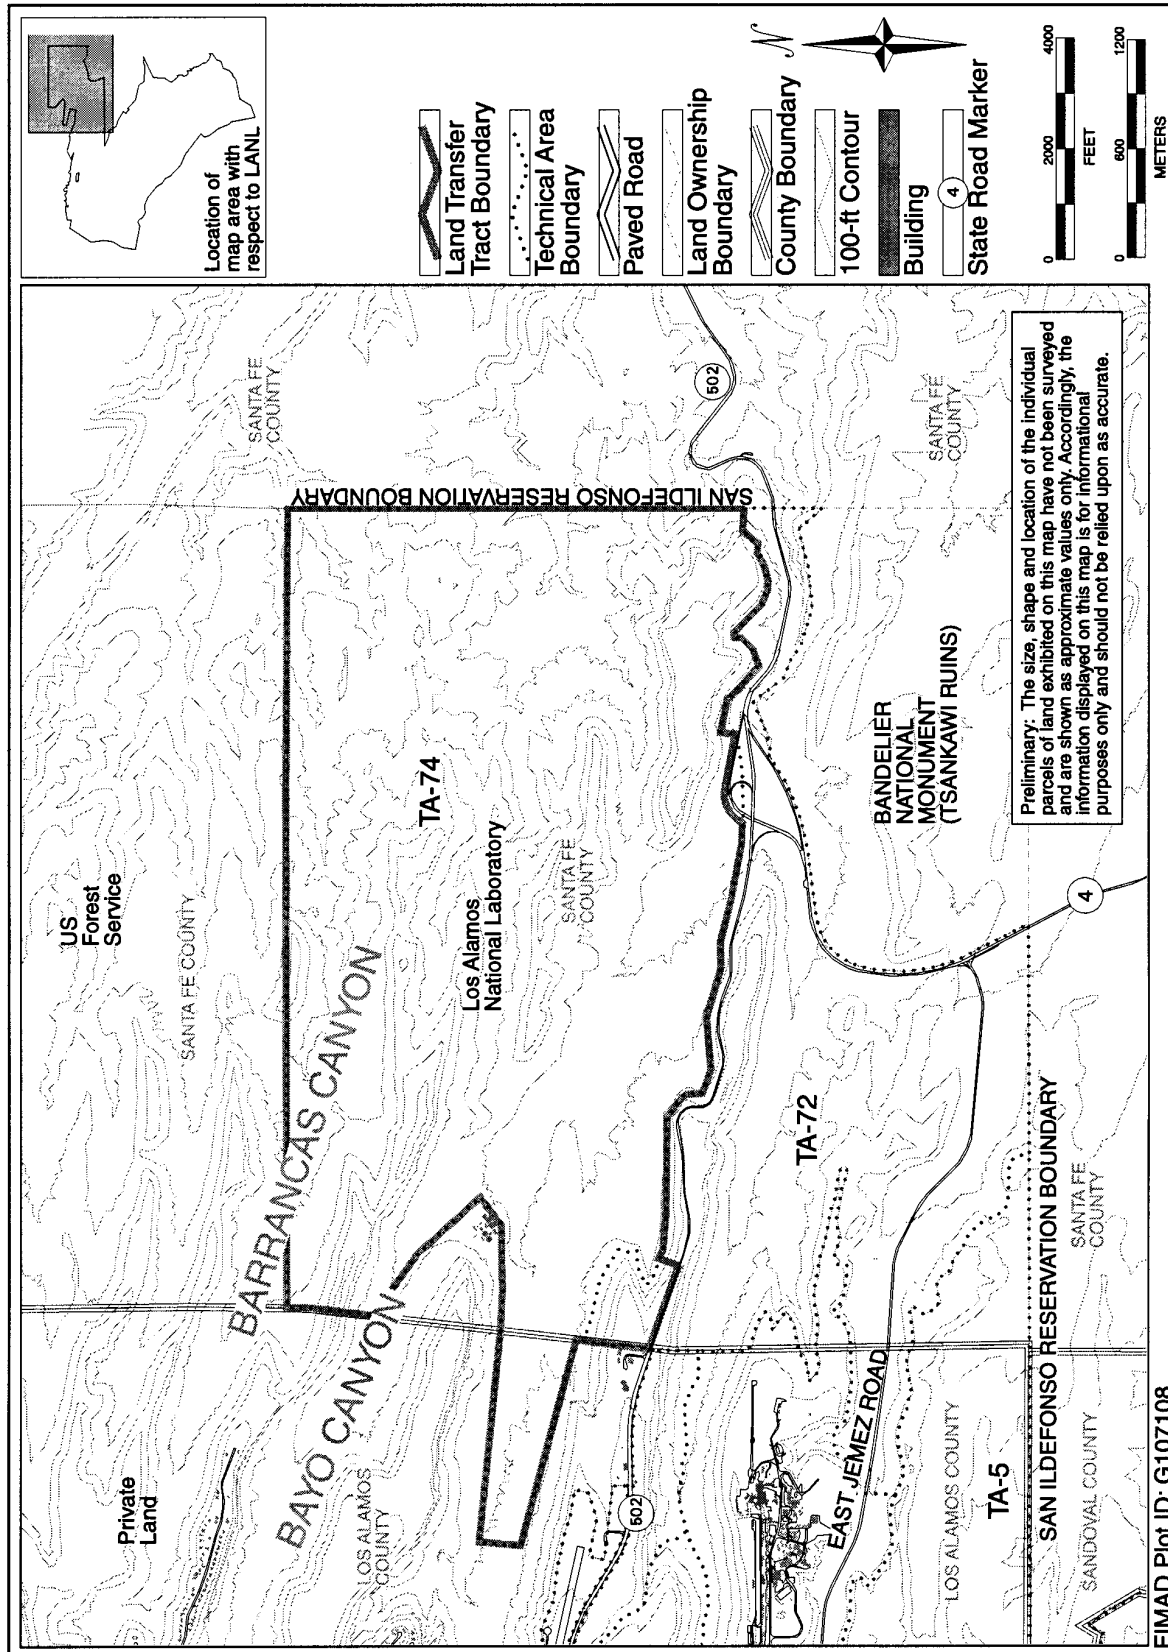 Private
Land
US
Forest
Service
SANTA FE COUNTY
SANTA FE
COUNTY
BARRANCAS CANYON
BAYO CANYON
LOS ALAMOS
COUNTY
TA-74
Los Alamos
National Laboratory
SANTA FE
COUNTY
SAN ILDEFONSO RESERVATION BOUNDARY
502
502
TA-72
EAST JEMEZ ROAD
BANDELIER
NATIONAL
MONUMENT
(TSANKAWI RUINS)
SANTA FE
COUNTY
4
LOS ALAMOS COUNTY
TA-5
SAN ILDEFONSO RESERVATION BOUNDARY
SANDOVAL COUNTY
SANTA FE
COUNTY
Preliminary: The size, shape and location of the individual
parcels of land exhibited on this map have not been surveyed
and are shown as approximate values only. Accordingly, the
information displayed on this map is for informational
purposes only and should not be relied upon as accurate.
FIMAD Plot ID: G107108
Location of
map area with
respect to LANL
Land Transfer
Tract Boundary
Technical Area
Boundary
Paved Road
Land Ownership
Boundary
County Boundary
100-ft Contour
Building
4
State Road Marker
N
0 2000 4000
FEET
0 600 1200
METERS